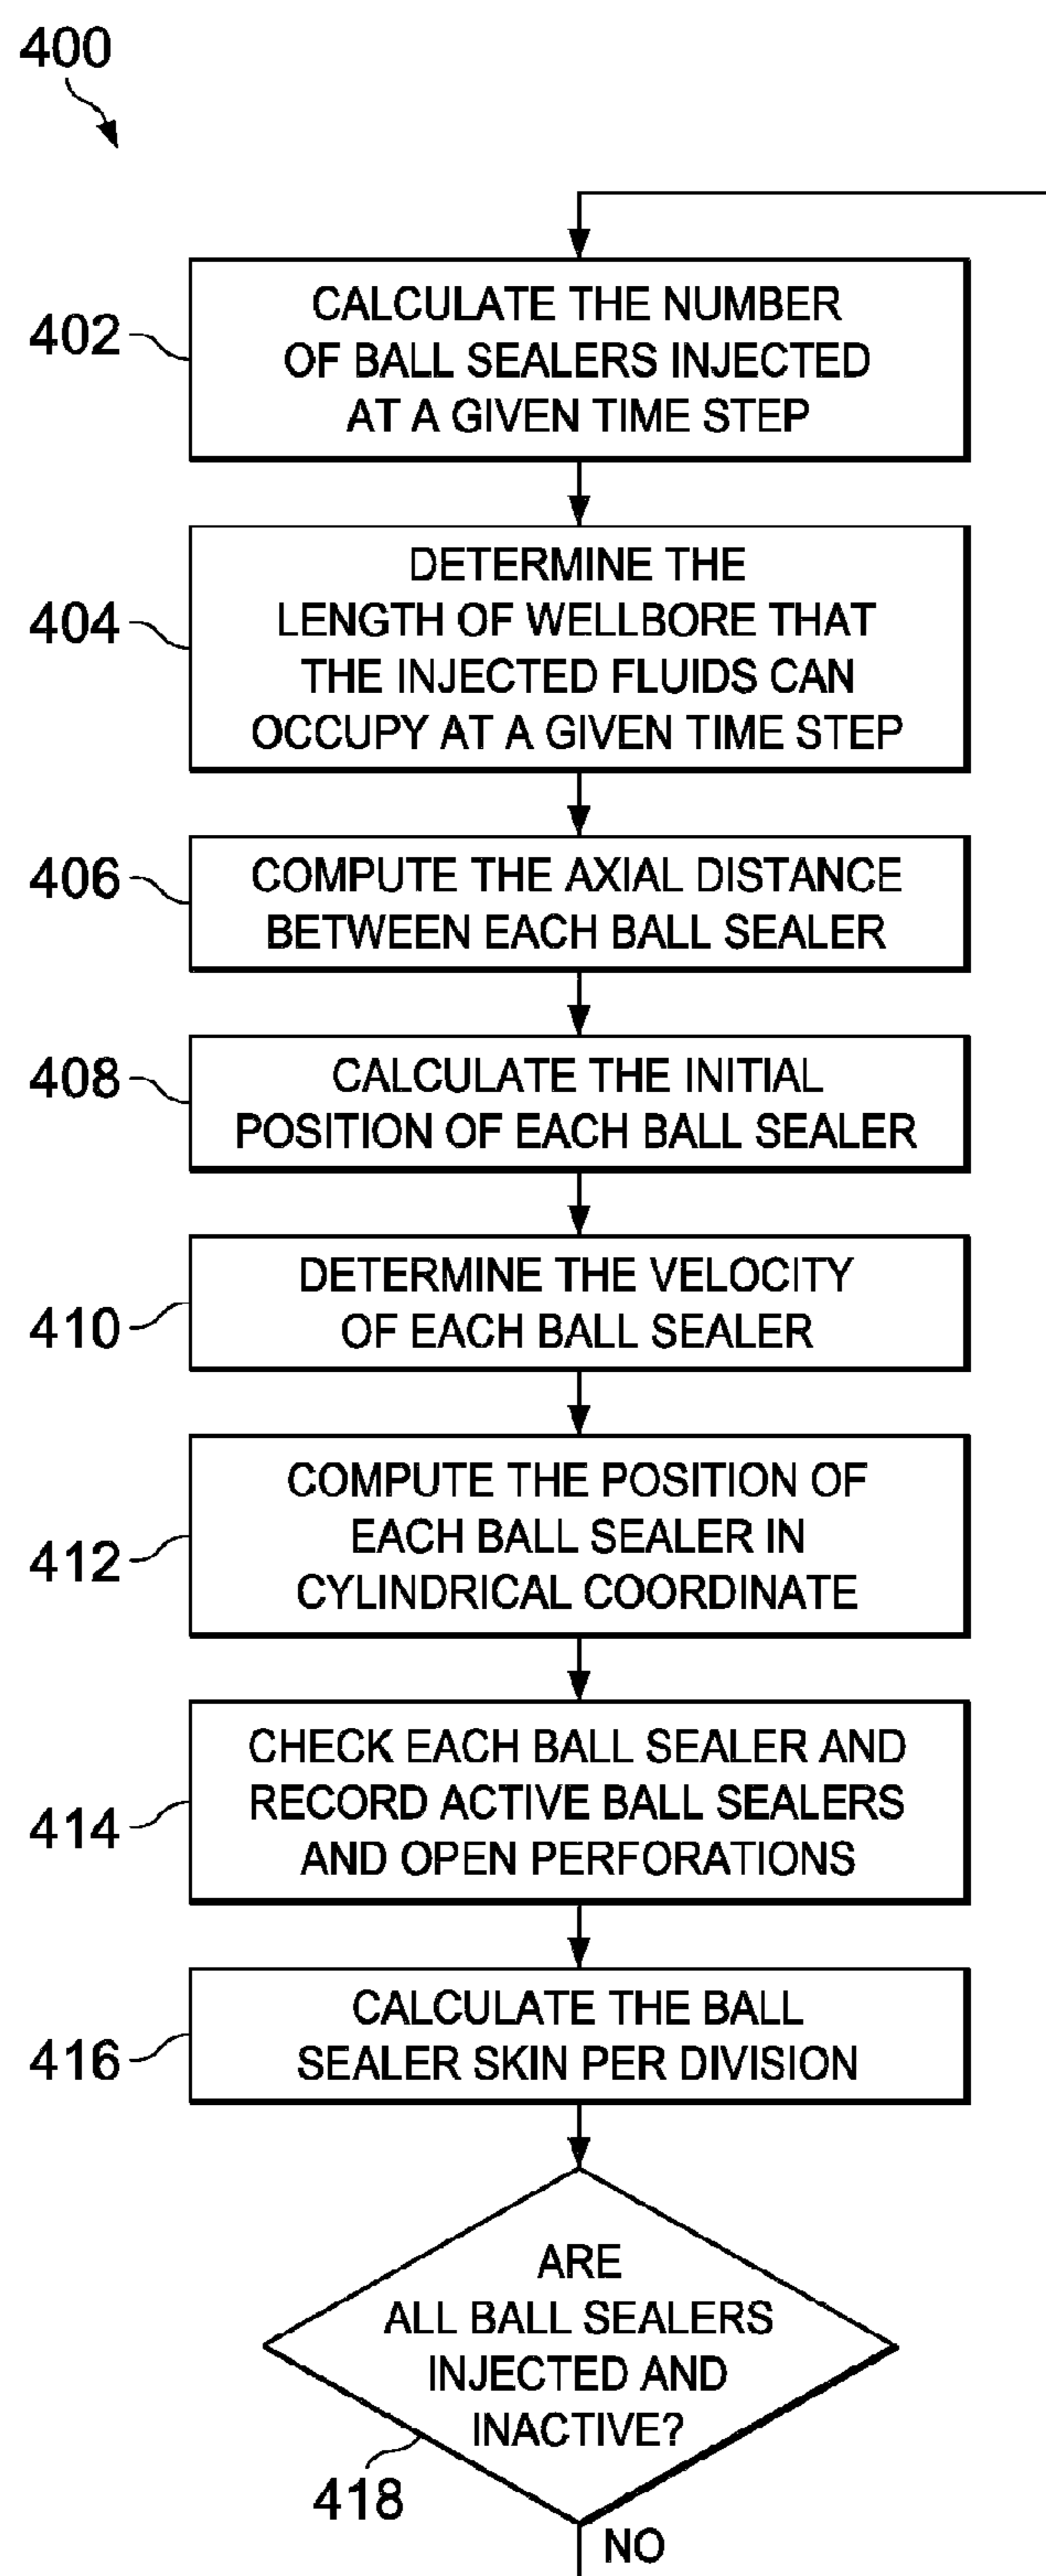 400
402
CALCULATE THE NUMBER
OF BALL SEALERS INJECTED
AT A GIVEN TIME STEP
404
DETERMINE THE
LENGTH OF WELLBORE THAT
THE INJECTED FLUIDS CAN
OCCUPY AT A GIVEN TIME STEP
406
COMPUTE THE AXIAL DISTANCE
BETWEEN EACH BALL SEALER
408
CALCULATE THE INITIAL
POSITION OF EACH BALL SEALER
410
DETERMINE THE VELOCITY
OF EACH BALL SEALER
412
COMPUTE THE POSITION OF
EACH BALL SEALER IN
CYLINDRICAL COORDINATE
414
CHECK EACH BALL SEALER AND
RECORD ACTIVE BALL SEALERS
AND OPEN PERFORATIONS
416
CALCULATE THE BALL
SEALER SKIN PER DIVISION
ARE
ALL BALL SEALERS
INJECTED AND
INACTIVE?
418
NO